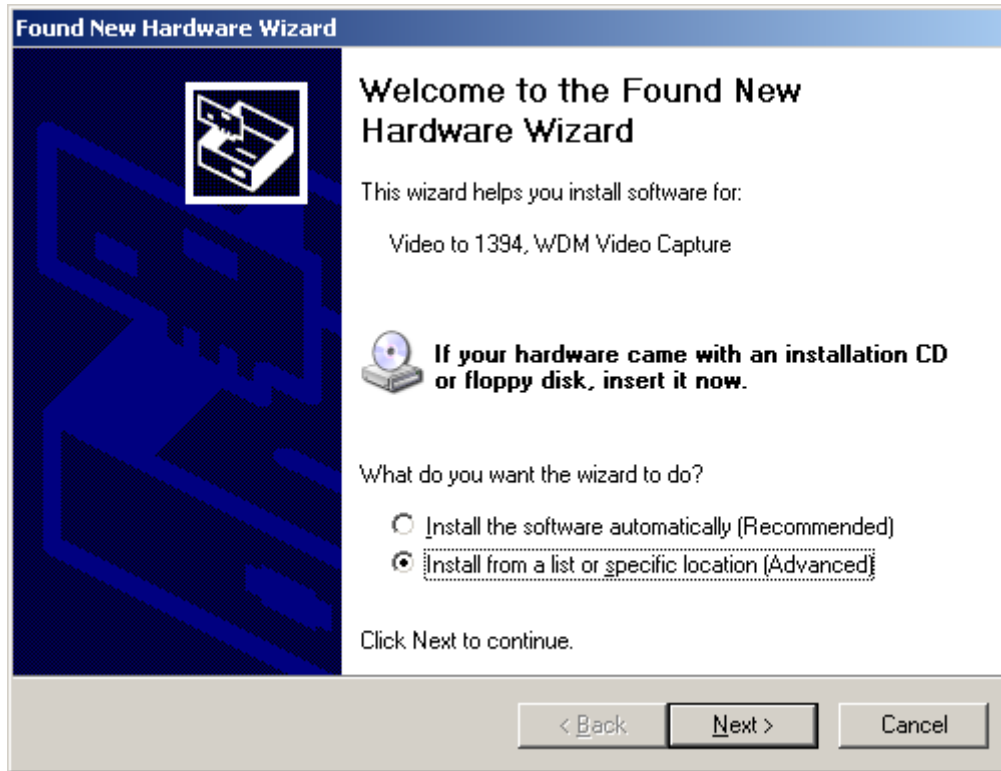 Found New Hardware Wizard
Welcome to the Found New
Hardware Wizard
This wizard helps you install software for:
Video to 1394, WDM Video Capture
If your hardware came with an installation CD
or floppy disk, insert it now.
What do you want the wizard to do?
Install the software automatically (Recommended)
Install from a list or specific location (Advanced)
Click Next to continue.
< Back
Next >
Cancel